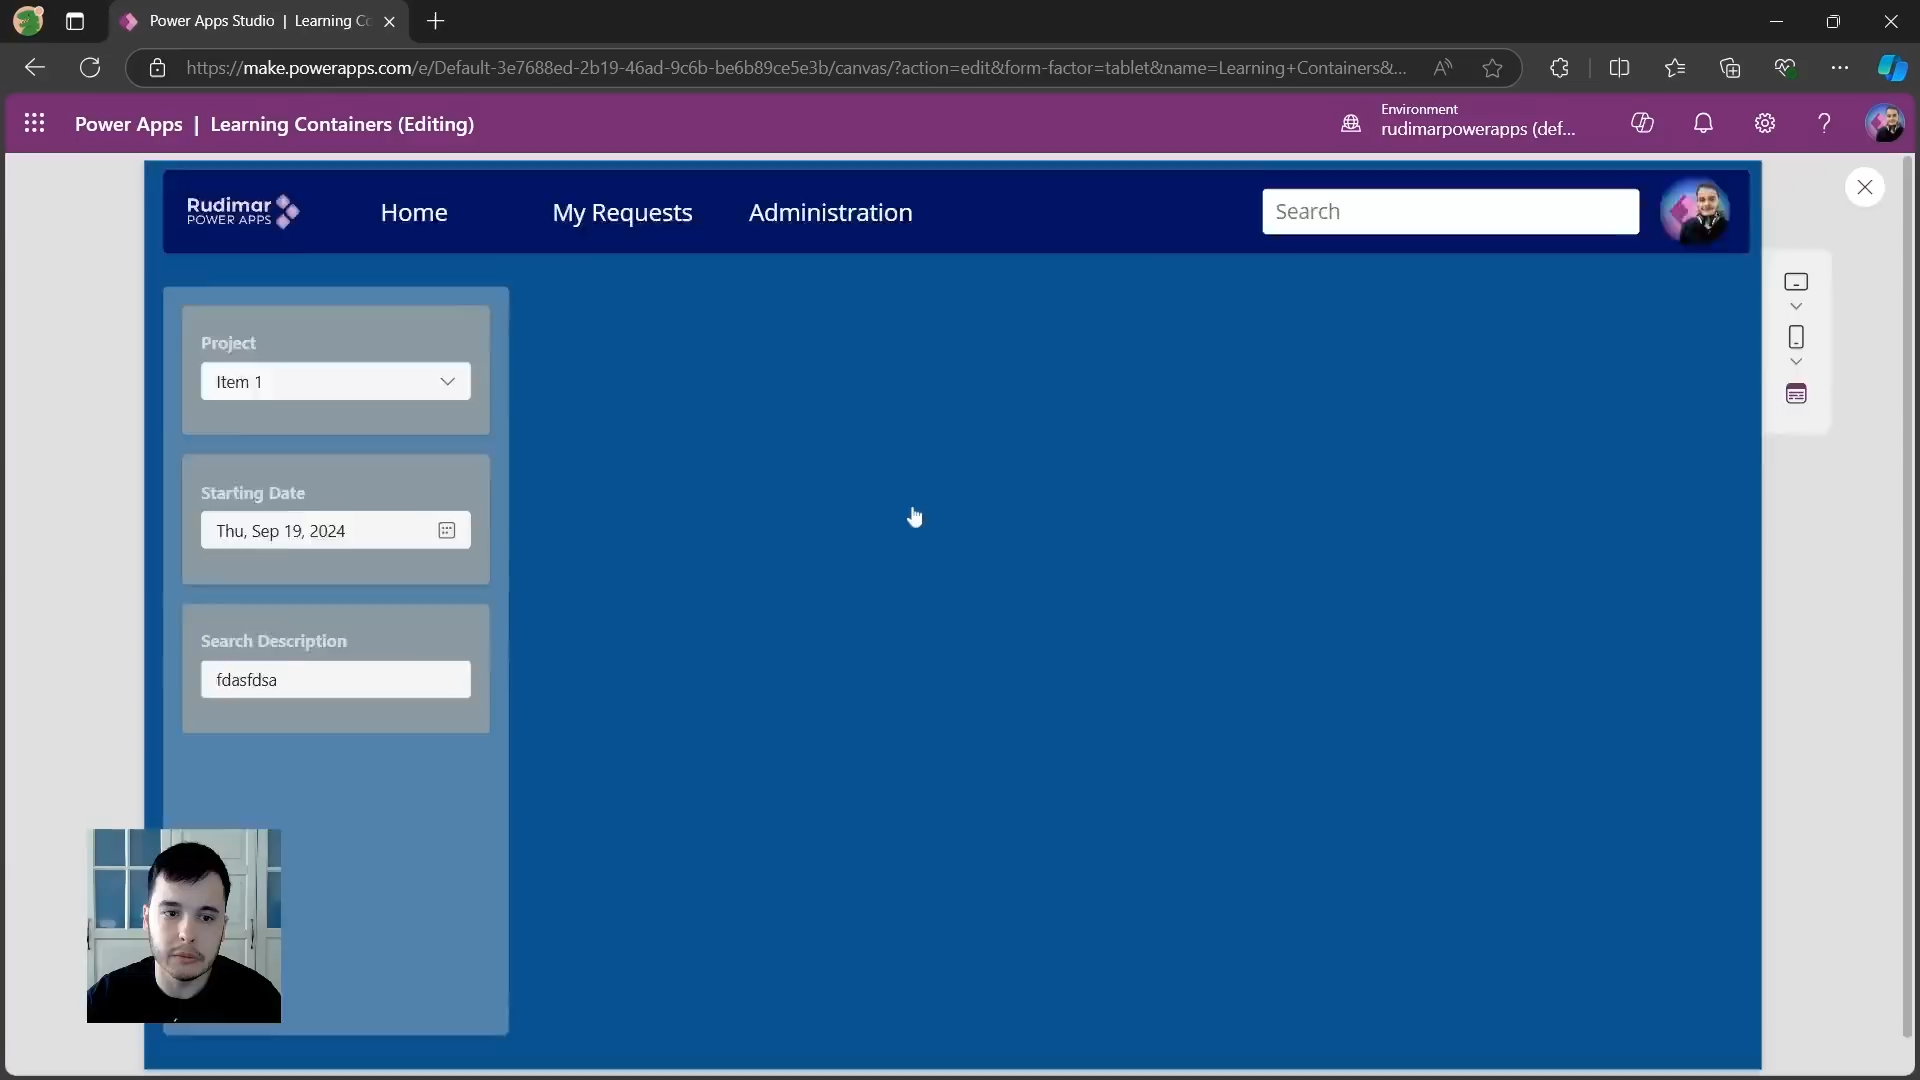 Power Apps Studio | Learning Co
https://make.powerapps.com/e/Default-3e7688ed-2b19-46ad-9c6b-be6b89ce5e3b/canvas/?action=edit&form-factor=tablet&name=Learning+Containers&...
Power Apps | Learning Containers (Editing)
Environment
rudimarpowerapps (def...
Rudimar
POWER APPS
Home
My Requests
Administration
Search
Project
Item 1
Starting Date
Thu, Sep 19, 2024
Search Description
fdasfdsa